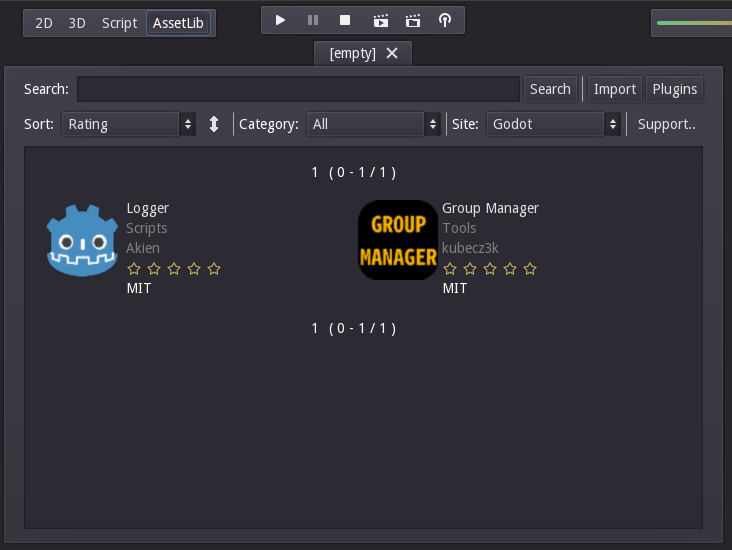 2D 3D Script AssetLib
[empty]
Search: Search Import Plugins
Sort: Rating Category: All Site: Godot Support..
1 ( 0 - 1 / 1 )
Logger
Scripts
Akien
MIT
GROUP MANAGER
Group Manager
Tools
kubecz3k
MIT
1 ( 0 - 1 / 1 )